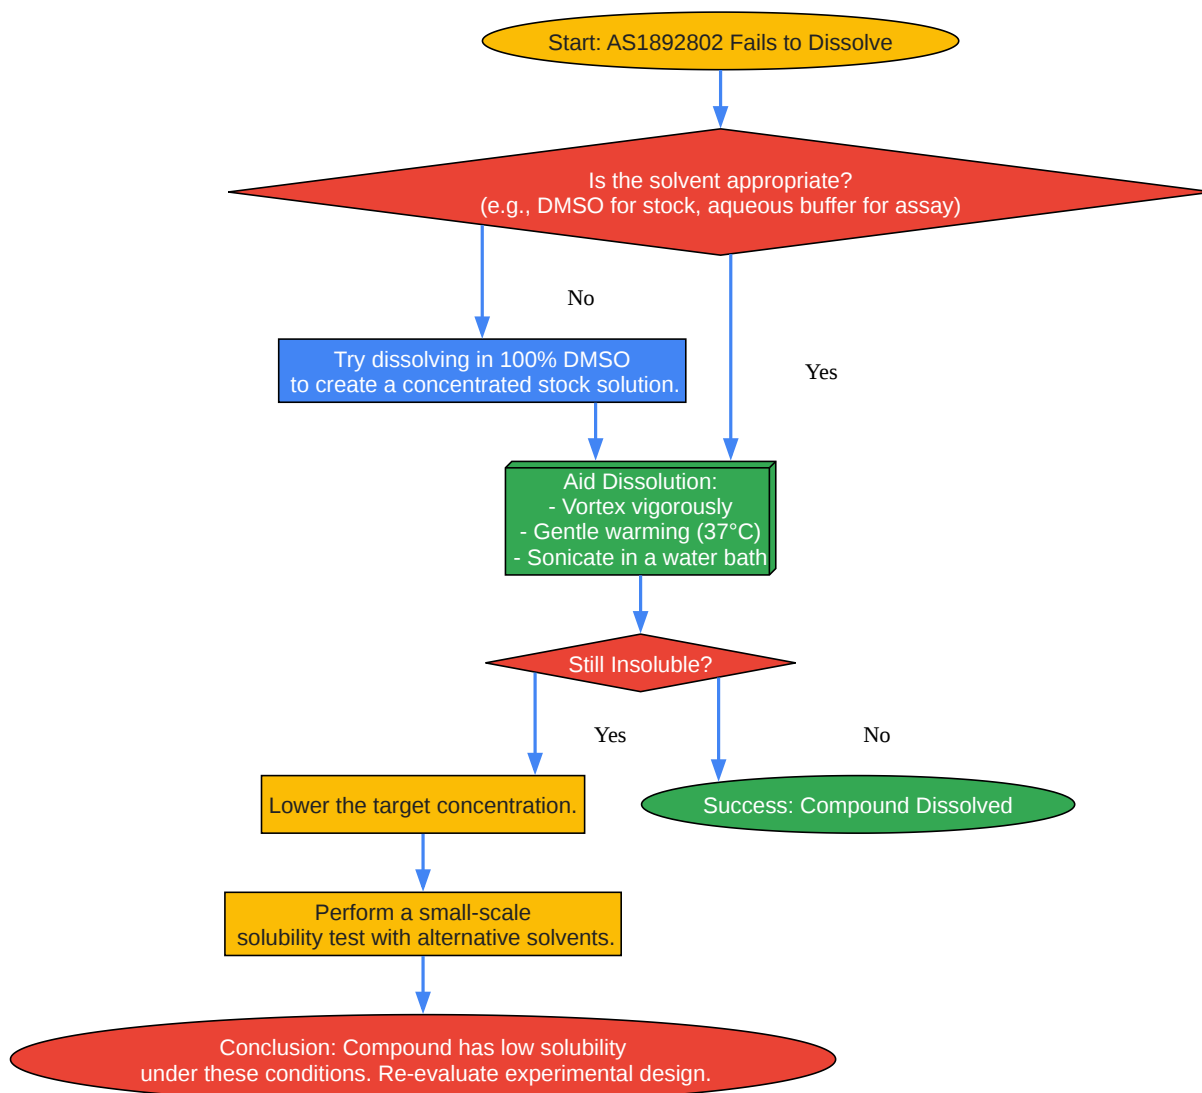 Start: AS1892802 Fails to Dissolve
Is the solvent appropriate?
(e.g., DMSO for stock, aqueous buffer for assay)
No
Try dissolving in 100% DMSO
to create a concentrated stock solution.
Yes
Aid Dissolution:
- Vortex vigorously
- Gentle warming (37°C)
- Sonicate in a water bath
Still Insoluble?
Yes
No
Lower the target concentration.
Success: Compound Dissolved
Perform a small-scale
solubility test with alternative solvents.
Conclusion: Compound has low solubility
under these conditions. Re-evaluate experimental design.